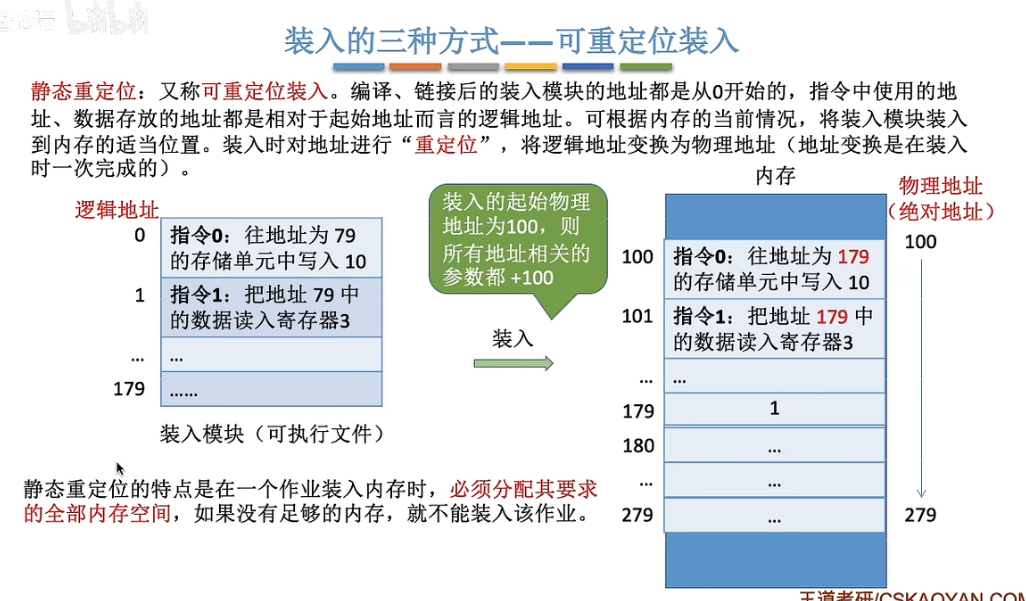 装入的三种方式——可重定位装入
静态重定位：又称可重定位装入。编译、链接后的装入模块的地址都是从0开始的，指令中使用的地
址、数据存放的地址都是相对于起始地址而言的逻辑地址。可根据内存的当前情况，将装入模块装入
到内存的适当位置。装入时对地址进行“重定位”，将逻辑地址变换为物理地址（地址变换是在装入
时一次完成的）。
逻辑地址
0
指令0：往地址为 79
的存储单元中写入 10
1
指令1：把地址 79 中
的数据读入寄存器3
...
...
179
......
装入模块（可执行文件）
装入的起始物理
地址为100，则
所有地址相关的
参数都 +100
装入
内存
物理地址
（绝对地址）
100
指令0：往地址为 179
的存储单元中写入 10
101
指令1：把地址 179 中
的数据读入寄存器3
...
...
179
1
180
...
...
...
279
...
100
279
静态重定位的特点是在一个作业装入内存时，必须分配其要求
的全部内存空间，如果没有足够的内存，就不能装入该作业。
王道考研/CSKAOYAN.COM